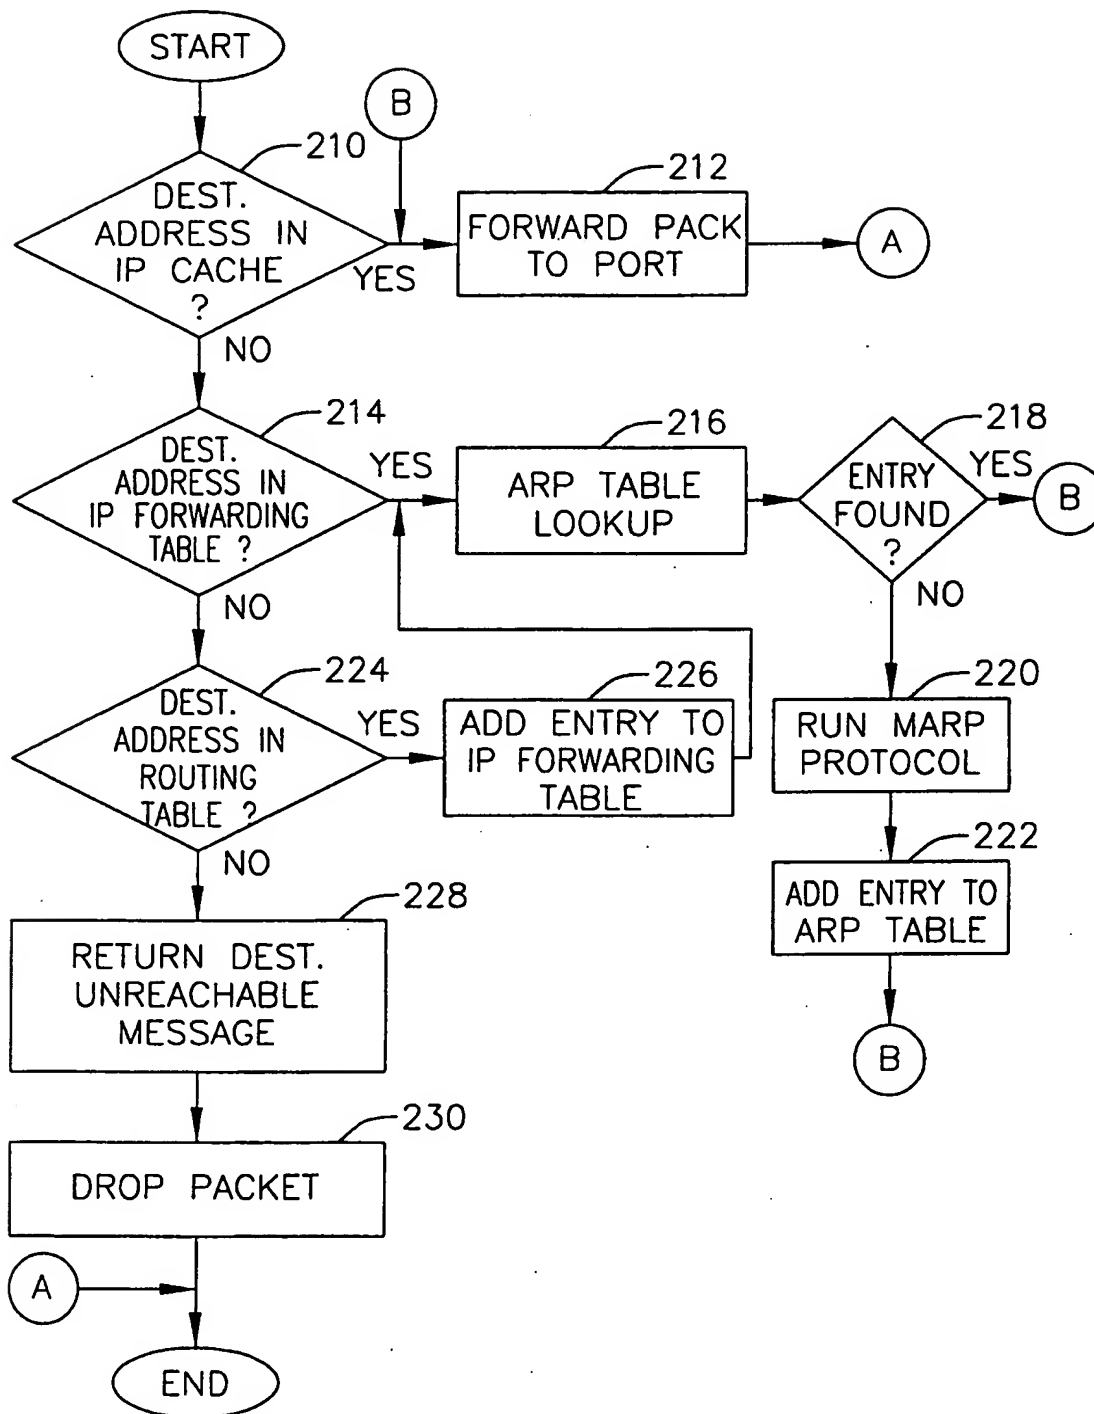 START
B
210
DEST.
ADDRESS IN
IP CACHE
?
YES
NO
212
FORWARD PACK
TO PORT
A
214
DEST.
ADDRESS IN
IP FORWARDING
TABLE ?
YES
NO
216
ARP TABLE
LOOKUP
218
ENTRY
FOUND
?
YES
B
NO
220
RUN MARP
PROTOCOL
222
ADD ENTRY TO
ARP TABLE
B
224
DEST.
ADDRESS IN
ROUTING
TABLE ?
YES
NO
226
ADD ENTRY TO
IP FORWARDING
TABLE
228
RETURN DEST.
UNREACHABLE
MESSAGE
230
DROP PACKET
A
END